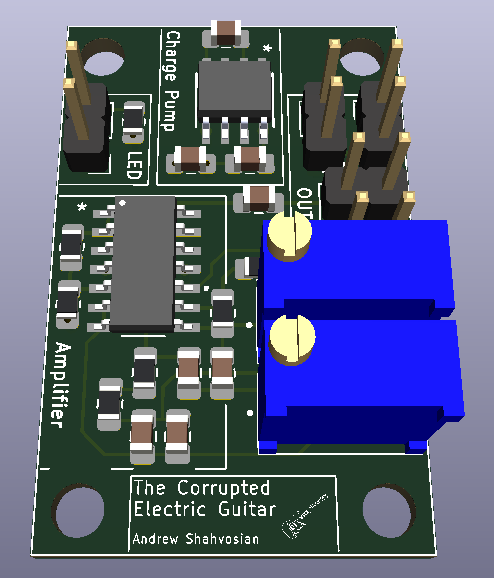 Charge Pump
*
LED
OUT
*
Amplifier
The Corrupted
Electric Guitar
Andrew Shahvosian